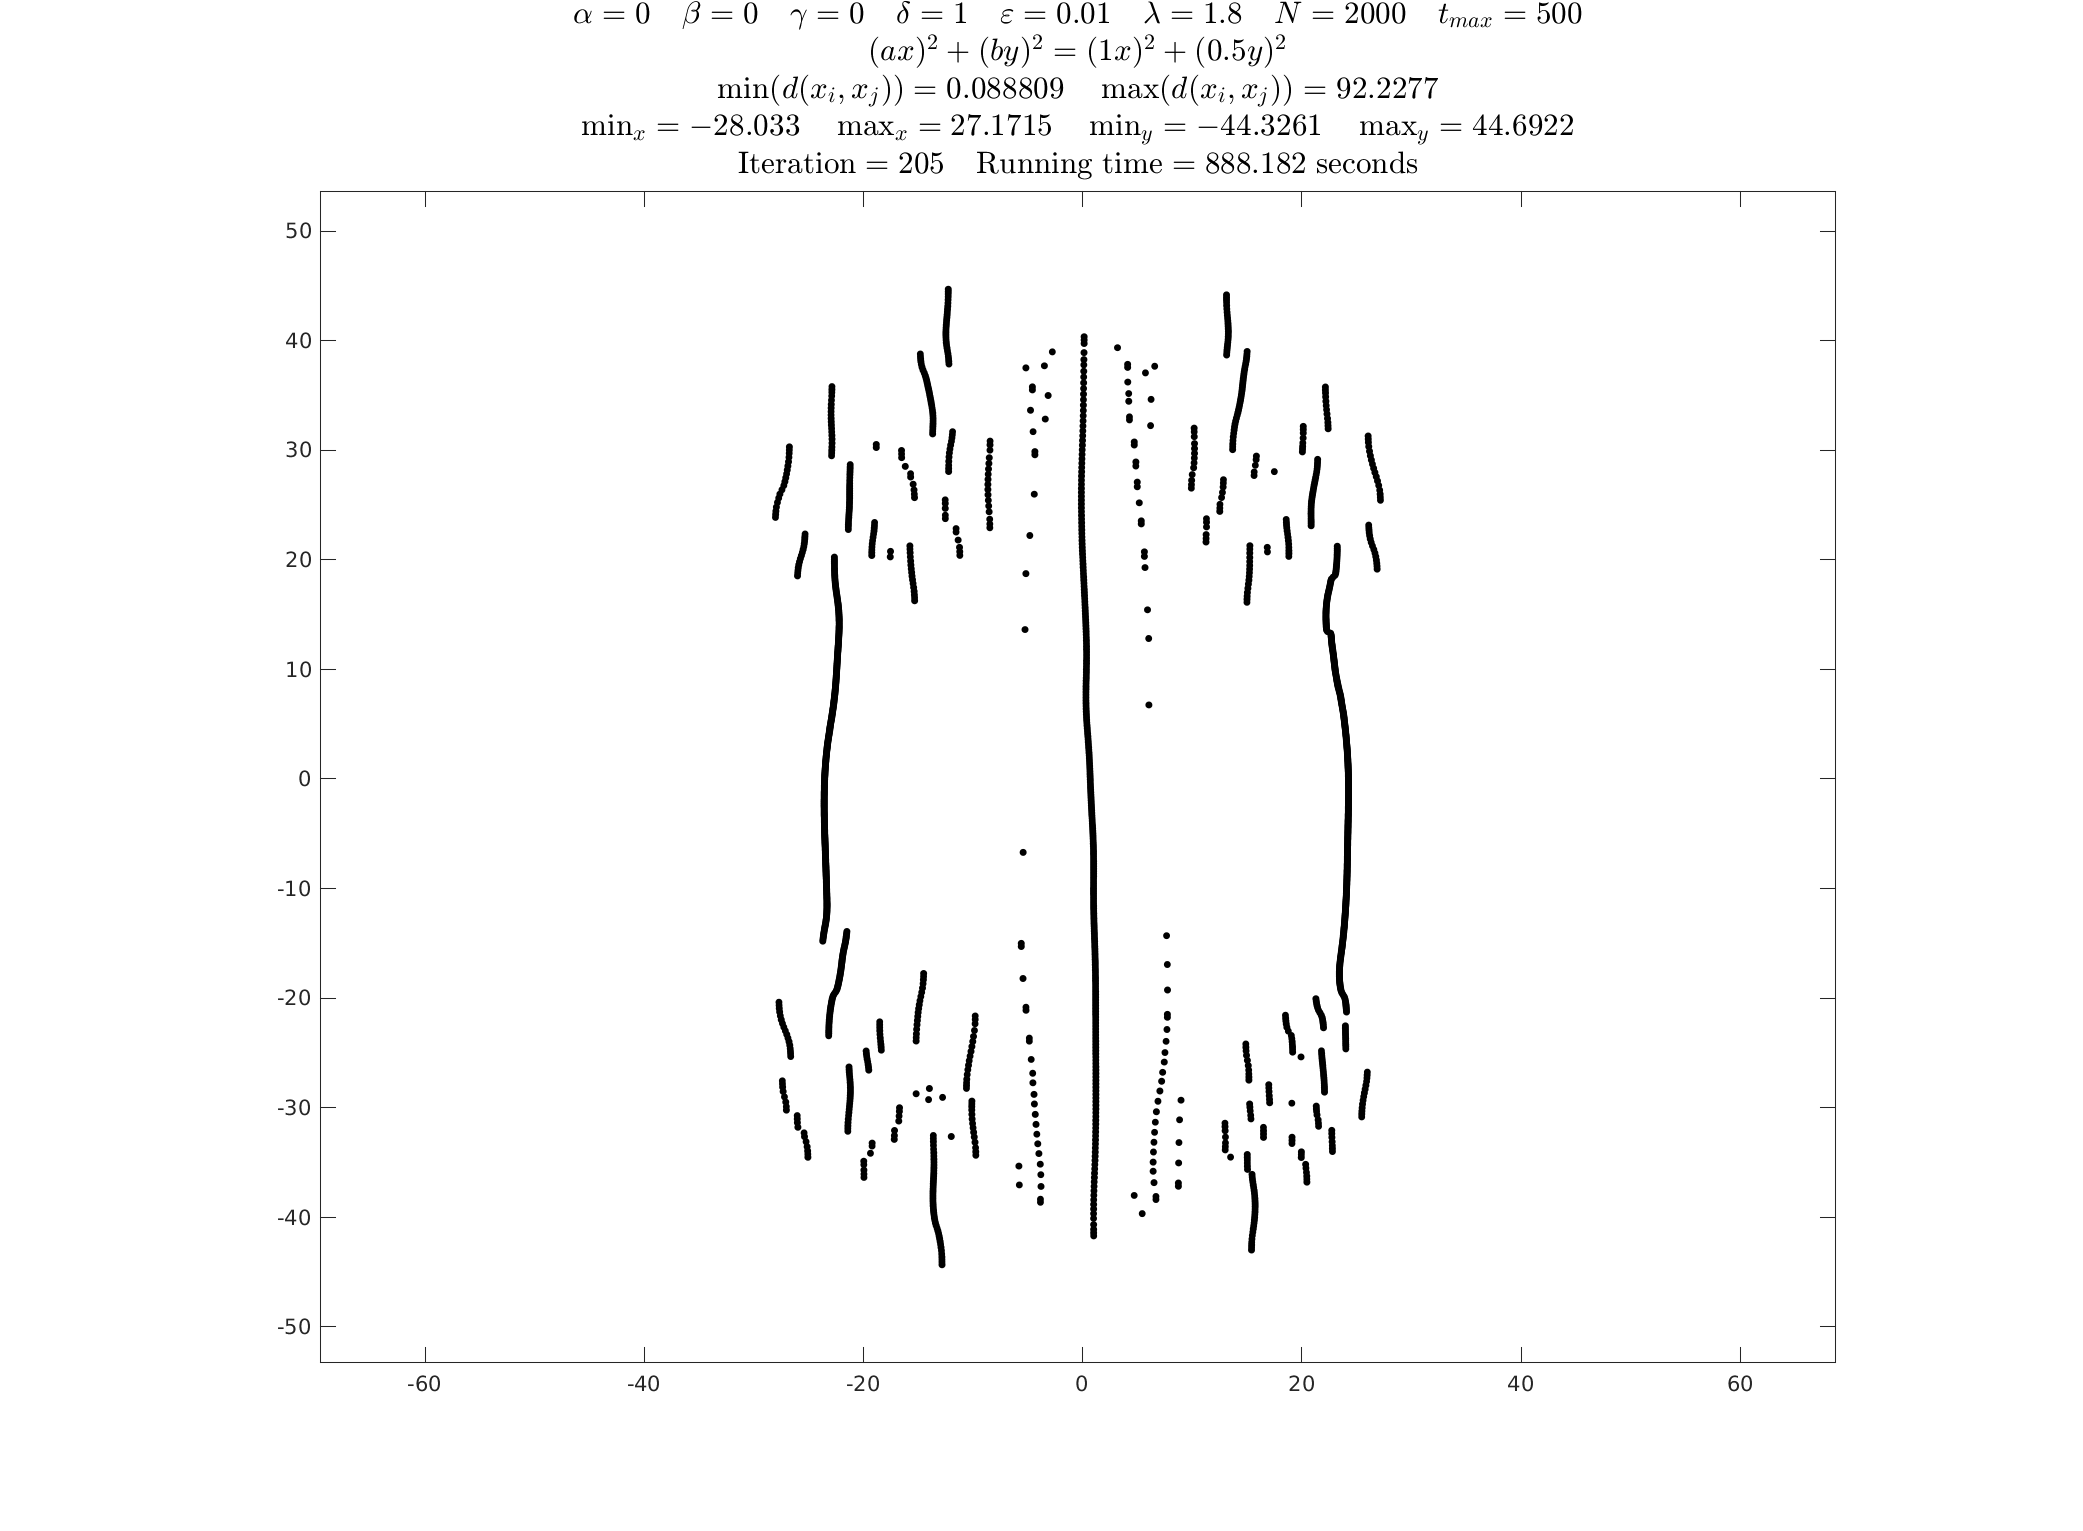 α = 0 β = 0 γ = 0 δ = 1 ε = 0.01 λ = 1.8 N = 2000 t_{max} = 500
(ax)² + (by)² = (1x)² + (0.5y)²
min(d(x_i, x_j)) = 0.088809 max(d(x_i, x_j)) = 92.2277
min_x = −28.033 max_x = 27.1715 min_y = −44.3261 max_y = 44.6922
Iteration = 205 Running time = 888.182 seconds
50
40
30
20
10
0
-10
-20
-30
-40
-50
-60 -40 -20 0 20 40 60